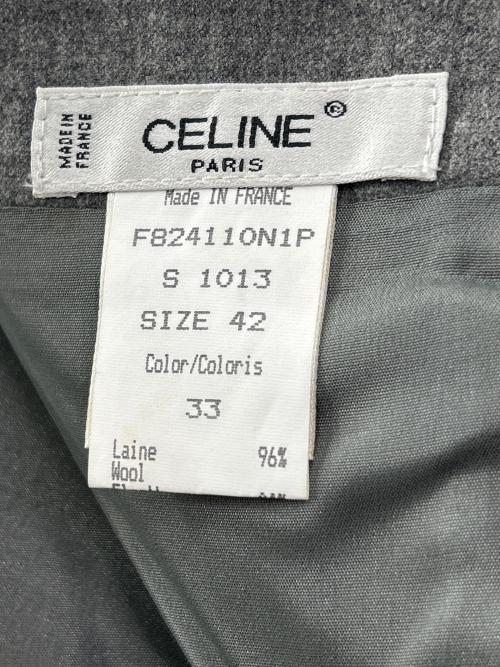 MADE IN
FRANCE
CELINE ©
PARIS
Made IN FRANCE
F824110N1P
S 1013
SIZE 42
Color/Coloris
33
Laine 96%
Wool